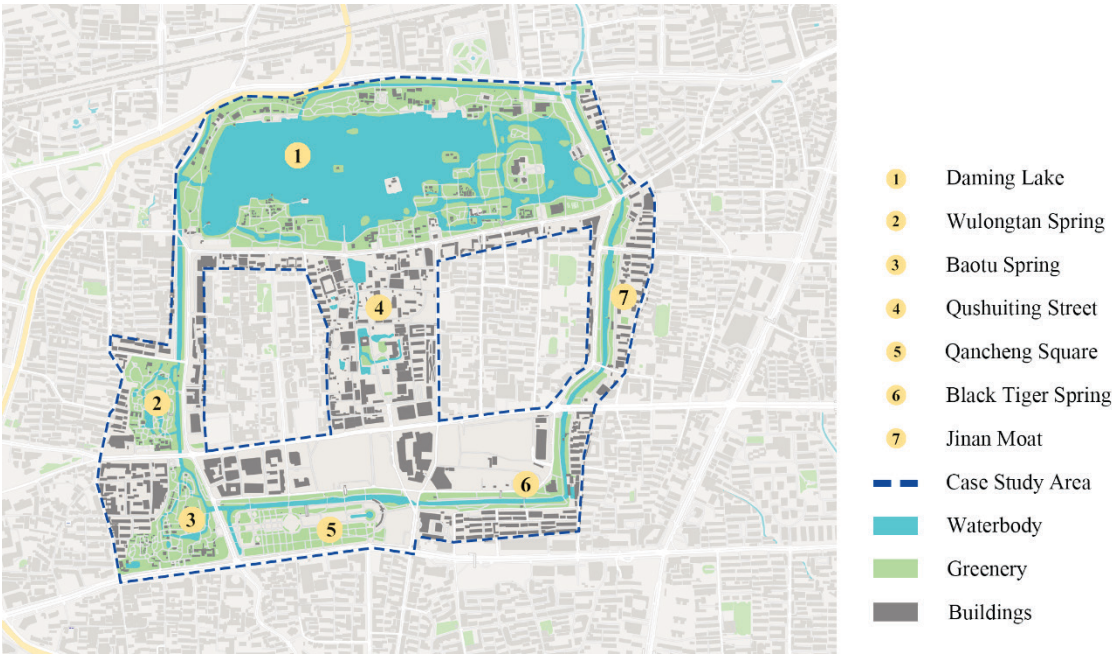 1
2
3
4
5
6
7
1 Daming Lake
2 Wulongtan Spring
3 Baotu Spring
4 Qushuiting Street
5 Qancheng Square
6 Black Tiger Spring
7 Jinan Moat
Case Study Area
Waterbody
Greenery
Buildings